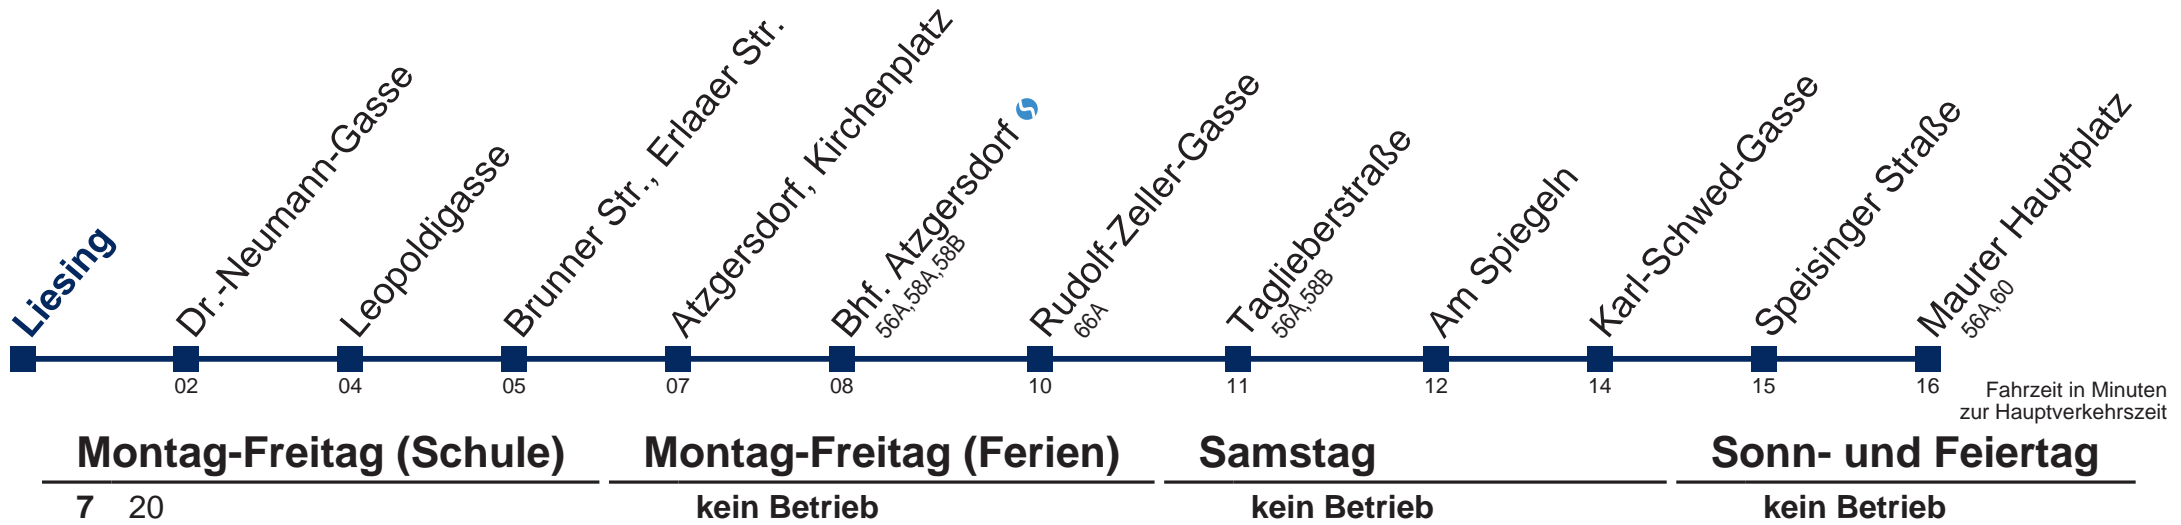 Liesing
Dr.-Neumann-Gasse
Leopoldigasse
Brunner Str., Erlaaer Str.
Atzgersdorf, Kirchenplatz
Bhf. Atzgersdorf
56A,58A,58B
Rudolf-Zeller-Gasse
66A
Taglieberstraße
56A,58B
Am Spiegeln
Karl-Schwed-Gasse
Speisinger Straße
Maurer Hauptplatz
56A,60
02 04 05 07 08 10 11 12 14 15 16
Fahrzeit in Minuten
zur Hauptverkehrszeit
Montag-Freitag (Schule) Montag-Freitag (Ferien) Samstag Sonn- und Feiertag
7 20 kein Betrieb kein Betrieb kein Betrieb